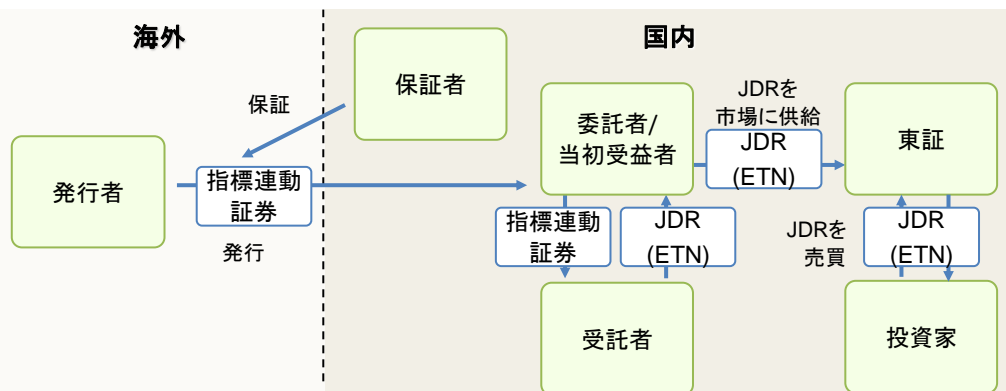 海外
国内
保証者
保証
発行者
指標連動
証券
発行
委託者/
当初受益者
JDRを
市場に供給
JDR
(ETN)
東証
指標連動
証券
JDR
(ETN)
JDRを
売買
JDR
(ETN)
受託者
投資家